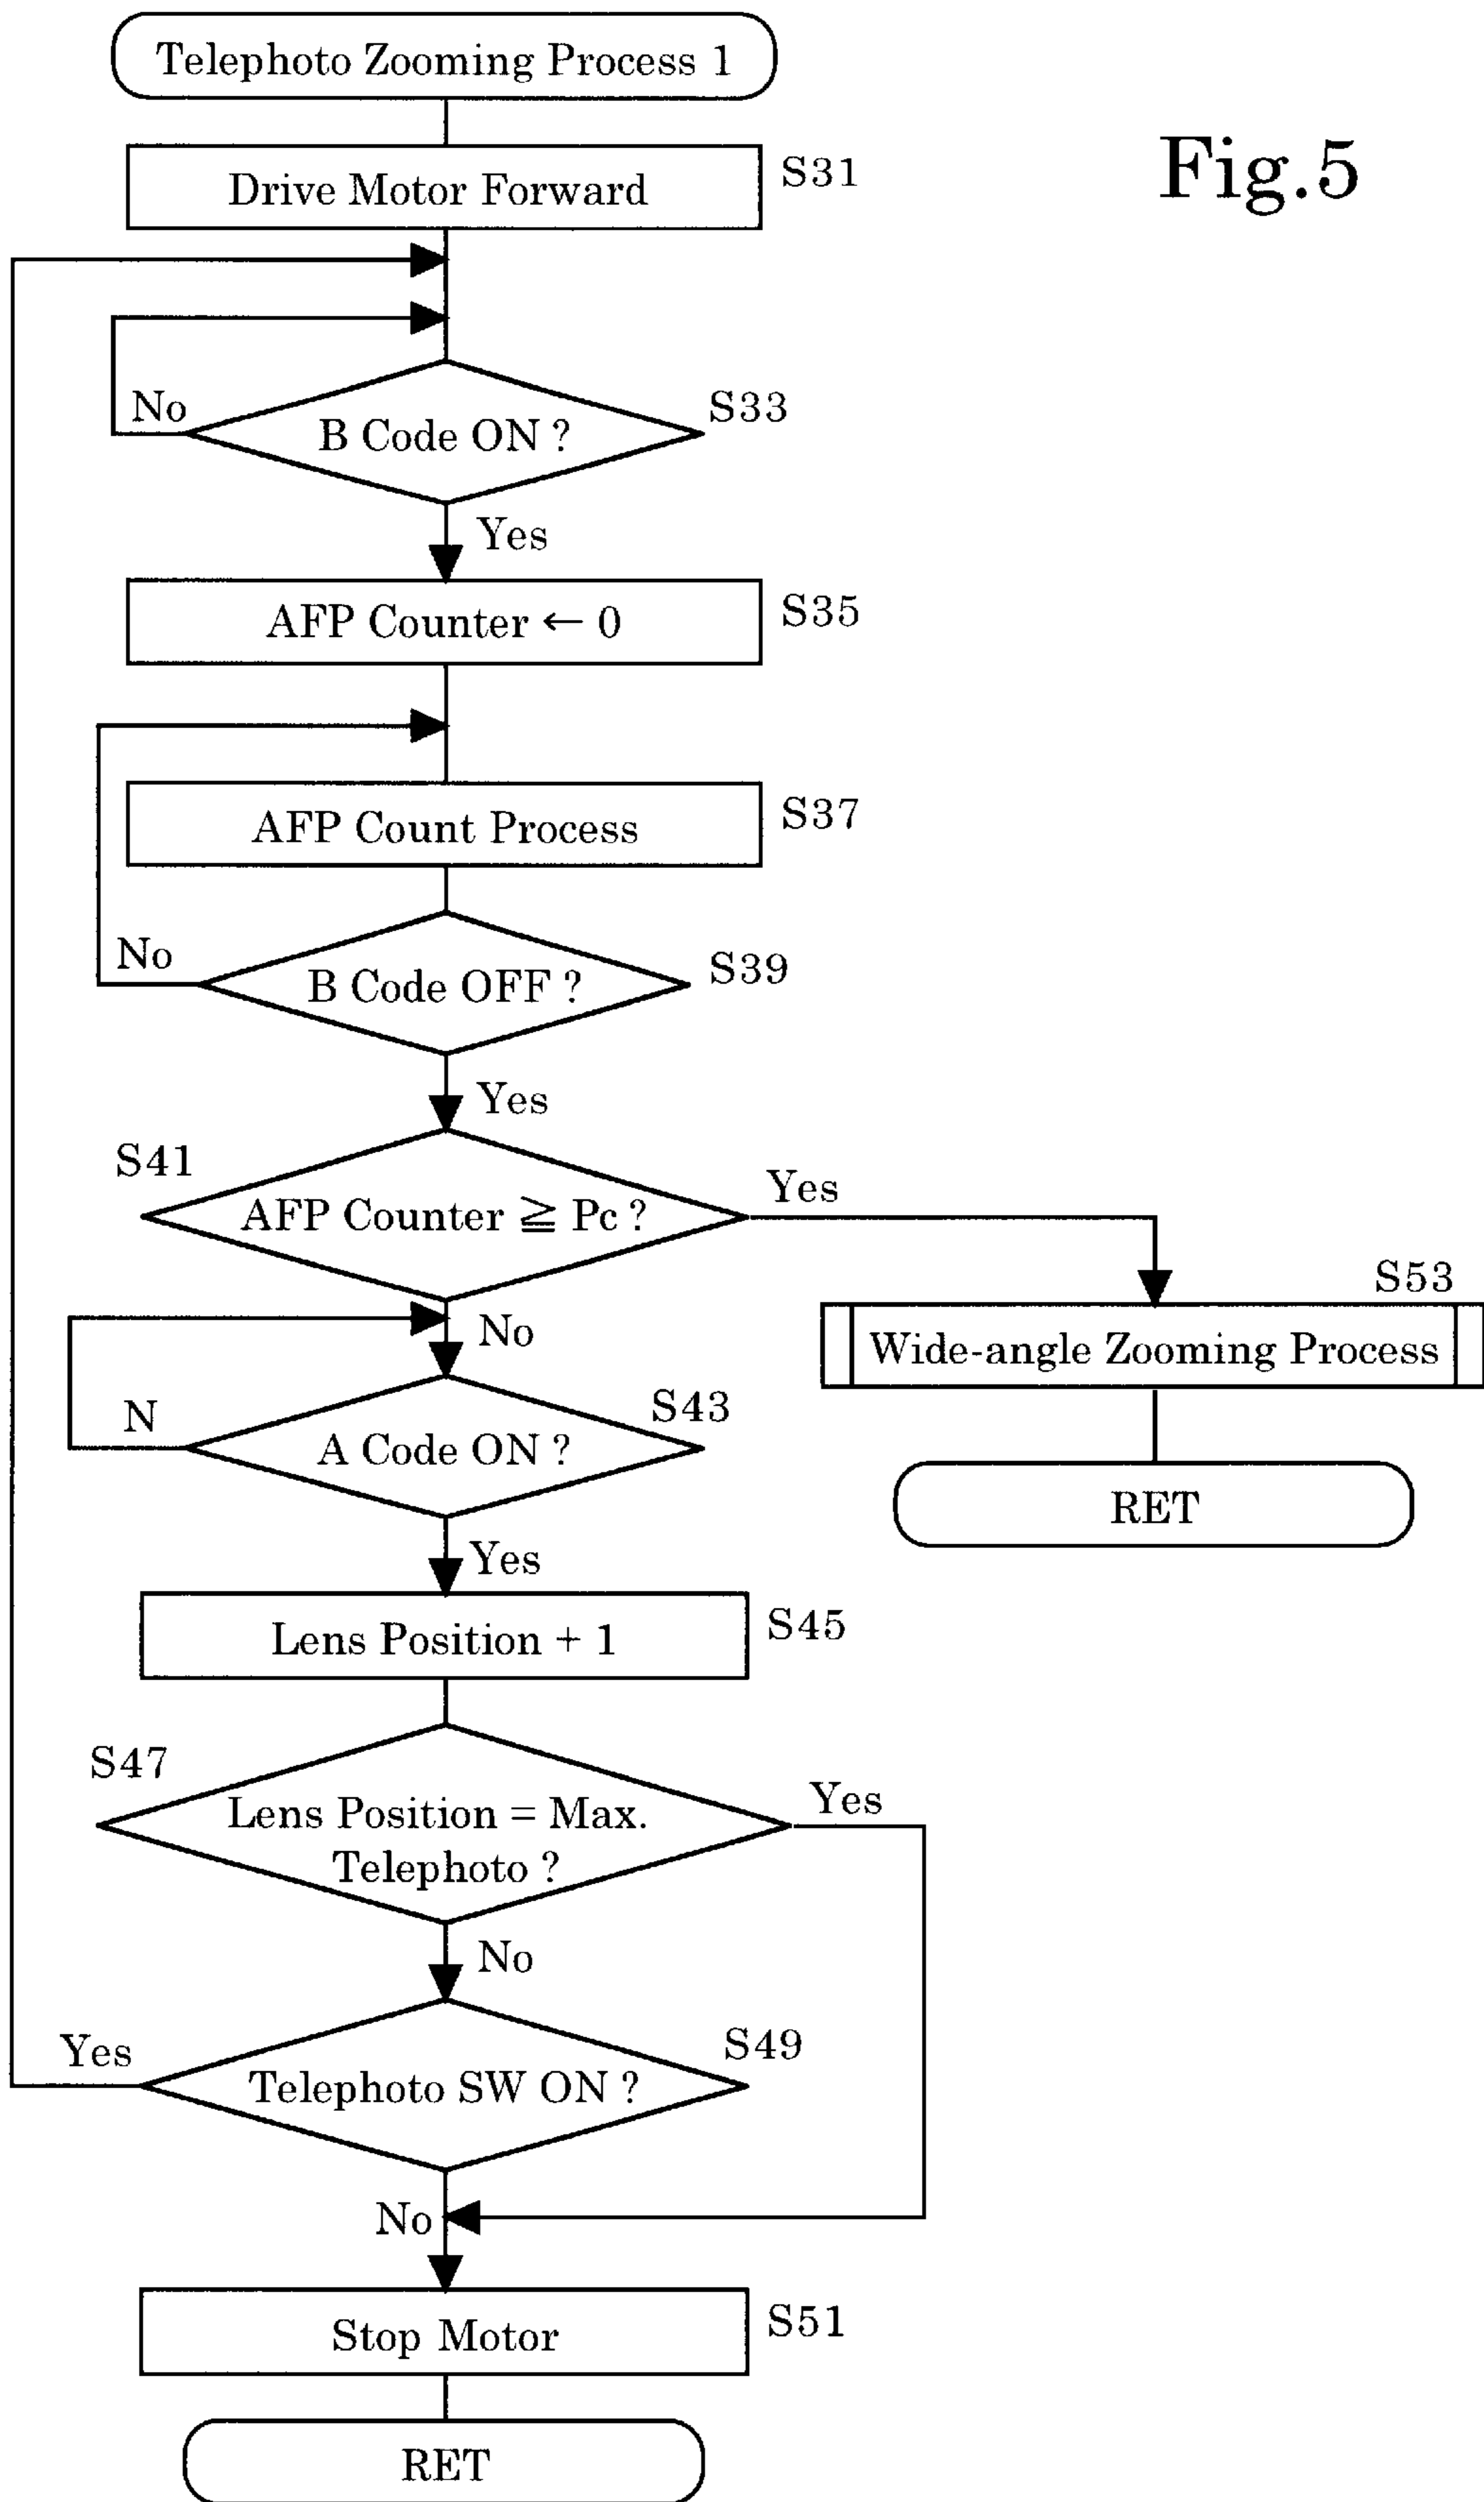 Telephoto Zooming Process 1
Fig.5
Drive Motor Forward
S31
No
B Code ON ?
S33
Yes
AFP Counter ← 0
S35
AFP Count Process
S37
No
B Code OFF ?
S39
Yes
S41
AFP Counter ≧ Pc ?
Yes
S53
Wide-angle Zooming Process
RET
No
N
A Code ON ?
S43
Yes
Lens Position + 1
S45
S47
Lens Position = Max.
Telephoto ?
Yes
No
Yes
Telephoto SW ON ?
S49
No
Stop Motor
S51
RET